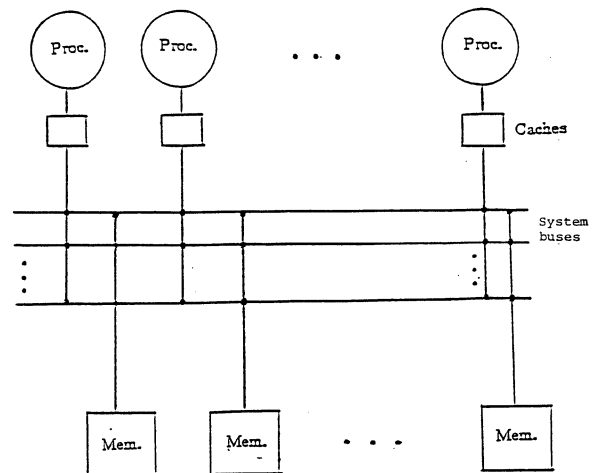 Proc.
Proc.
Proc.
Caches
System
buses
Mem.
Mem.
Mem.